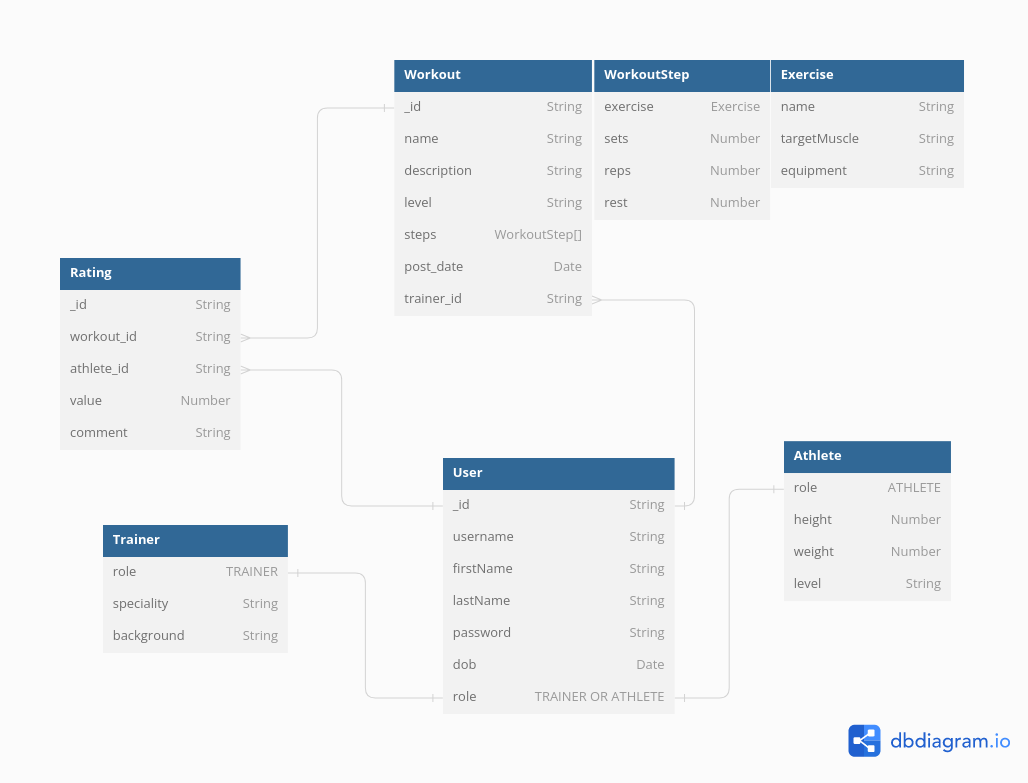 Workout
_id String
name String
description String
level String
steps WorkoutStep[]
post_date Date
trainer_id String
WorkoutStep
exercise Exercise
sets Number
reps Number
rest Number
Exercise
name String
targetMuscle String
equipment String
Rating
_id String
workout_id String
athlete_id String
value Number
comment String
User
_id String
username String
firstName String
lastName String
password String
dob Date
role TRAINER OR ATHLETE
Athlete
role ATHLETE
height Number
weight Number
level String
Trainer
role TRAINER
speciality String
background String
dbdiagram.io